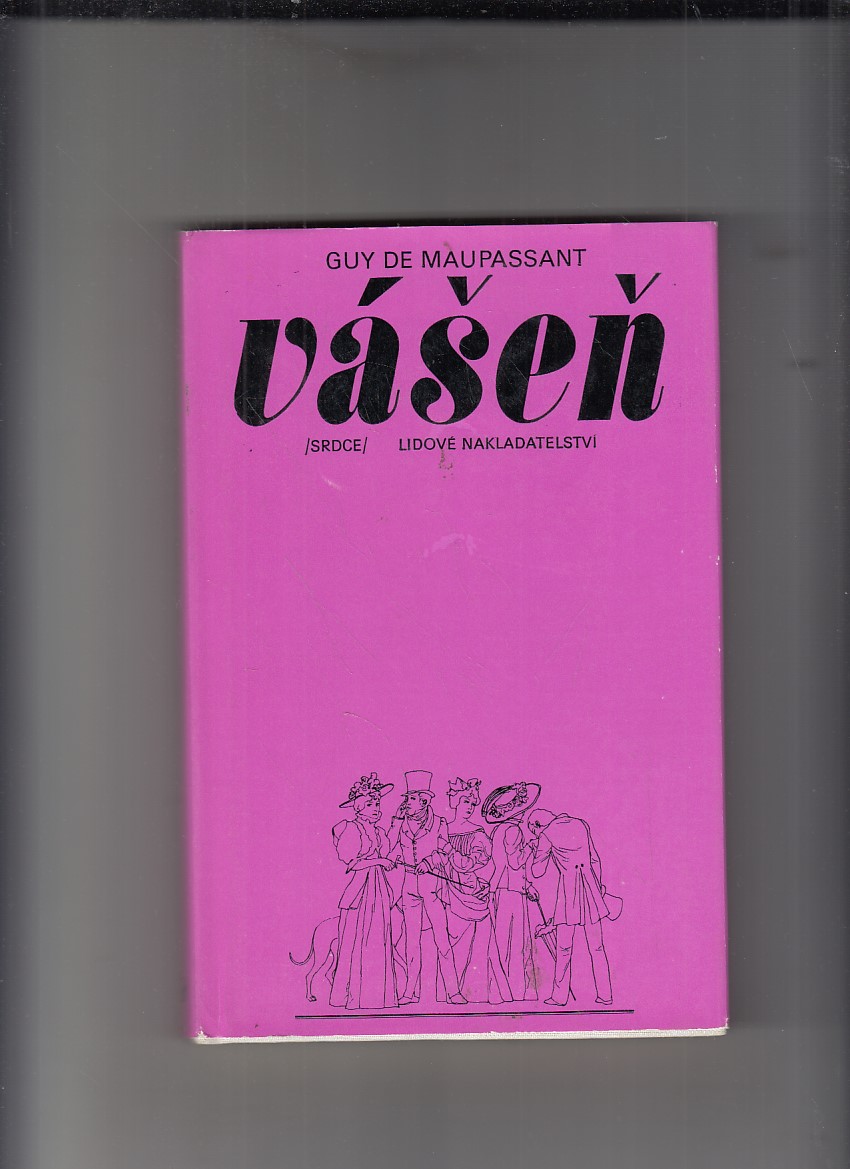 GUY DE MAUPASSANT
vášeň
/SRDCE/ LIDOVÉ NAKLADATELSTVÍ